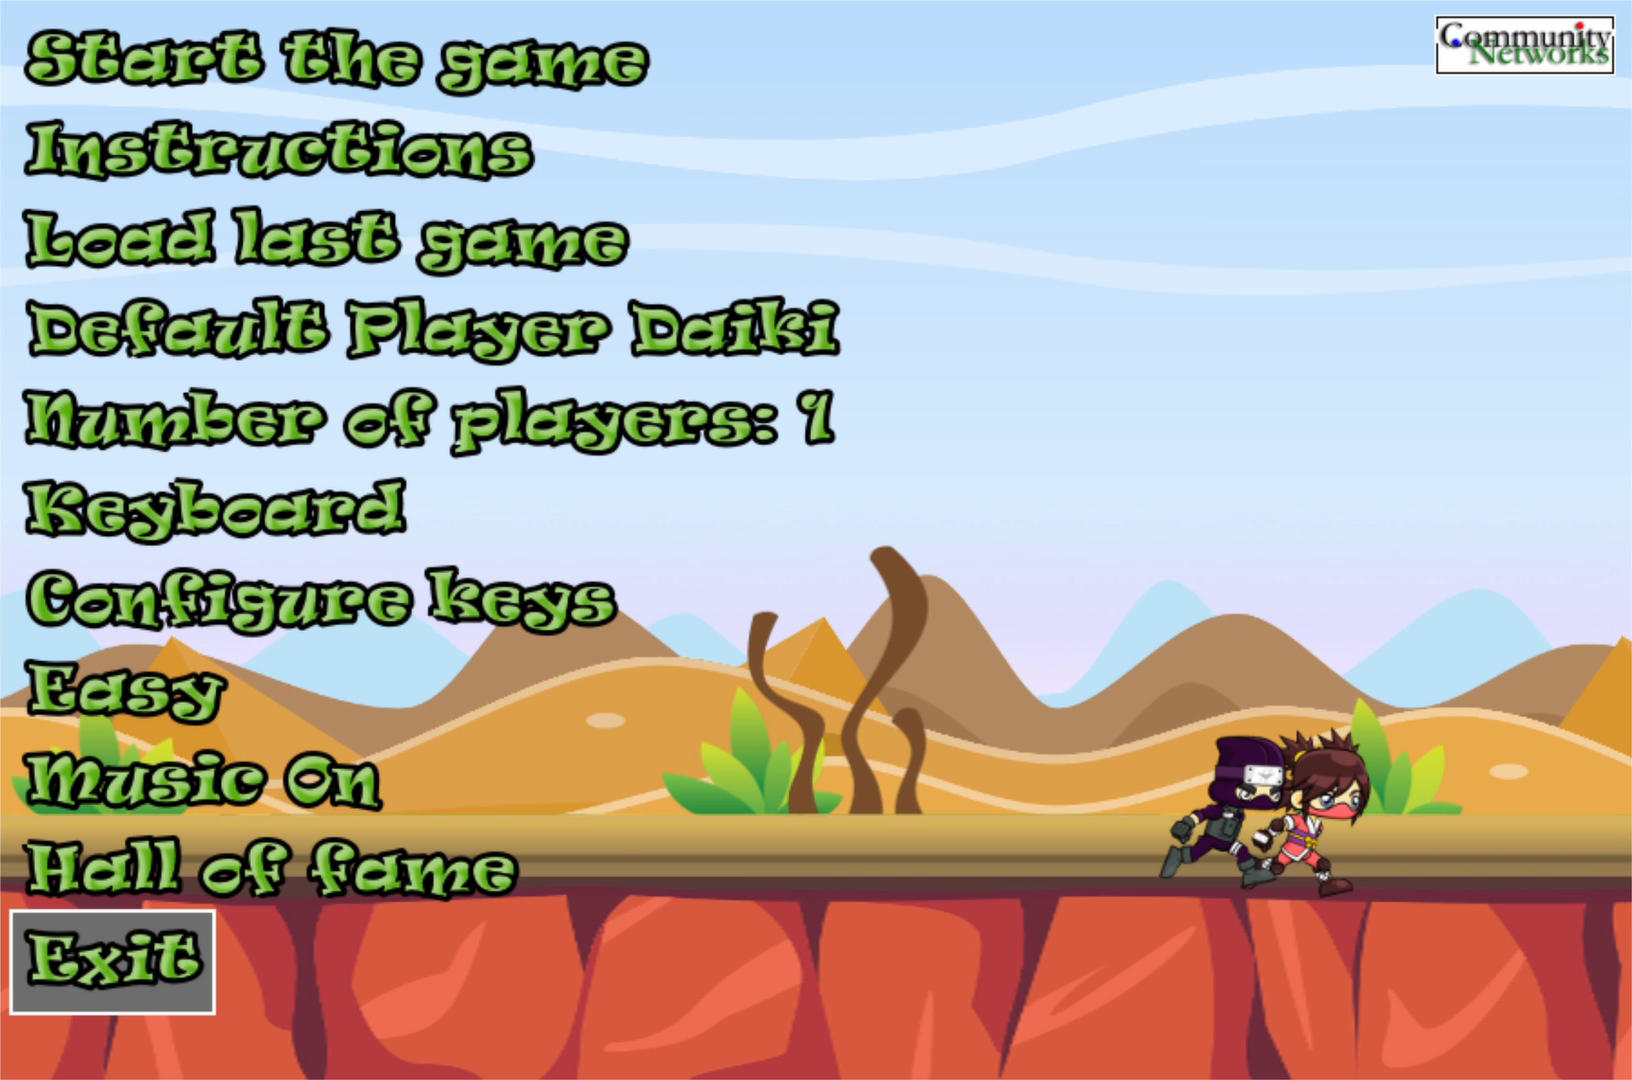 Start the game
Instructions
Load last game
Default Player Daiki
Number of players: 1
Keyboard
Configure keys
Easy
Music On
Hall of fame
Exit
Community
Networks